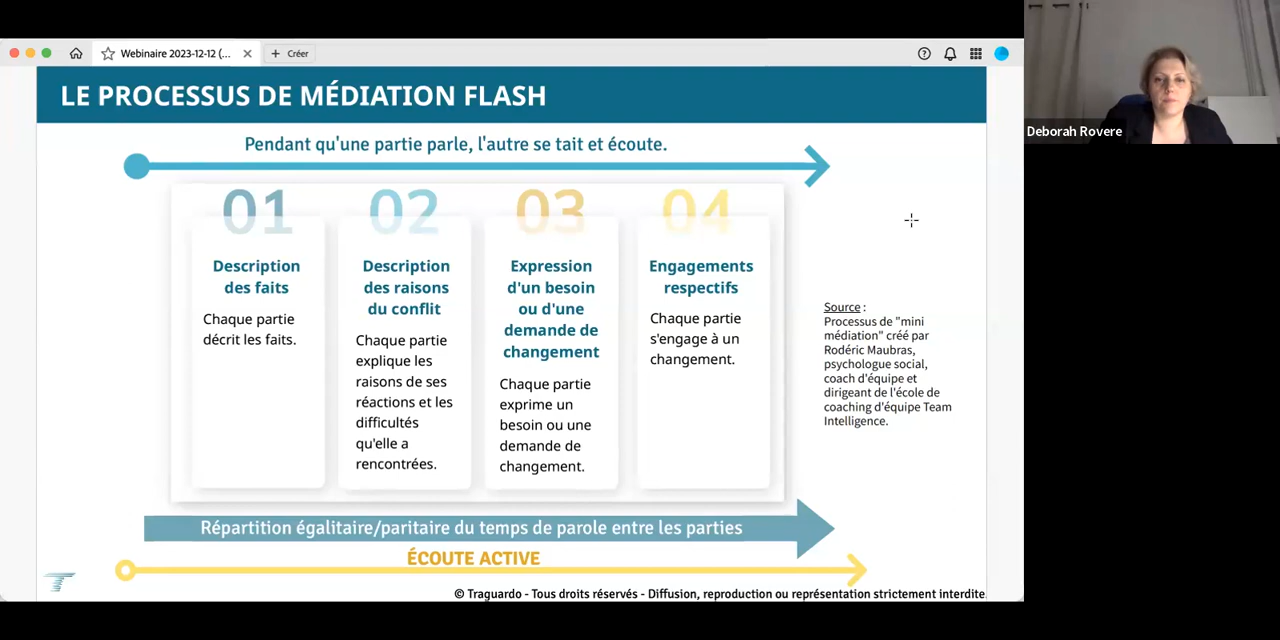 Webinaire 2023-12-12 (...
Créer
Deborah Rovere
LE PROCESSUS DE MÉDIATION FLASH
Pendant qu'une partie parle, l'autre se tait et écoute.
01
Description
des faits
Chaque partie
décrit les faits.
02
Description
des raisons
du conflit
Chaque partie
explique les
raisons de ses
réactions et les
difficultés
qu'elle a
rencontrées.
03
Expression
d'un besoin
ou d'une
demande de
changement
Chaque partie
exprime un
besoin ou une
demande de
changement.
04
Engagements
respectifs
Chaque partie
s'engage à un
changement.
Source :
Processus de "mini
médiation" créé par
Rodéric Maubras,
psychologue social,
coach d'équipe et
dirigeant de l'école de
coaching d'équipe Team
Intelligence.
Répartition égalitaire/paritaire du temps de parole entre les parties
ÉCOUTE ACTIVE
© Traguardo - Tous droits réservés - Diffusion, reproduction ou représentation strictement interdite